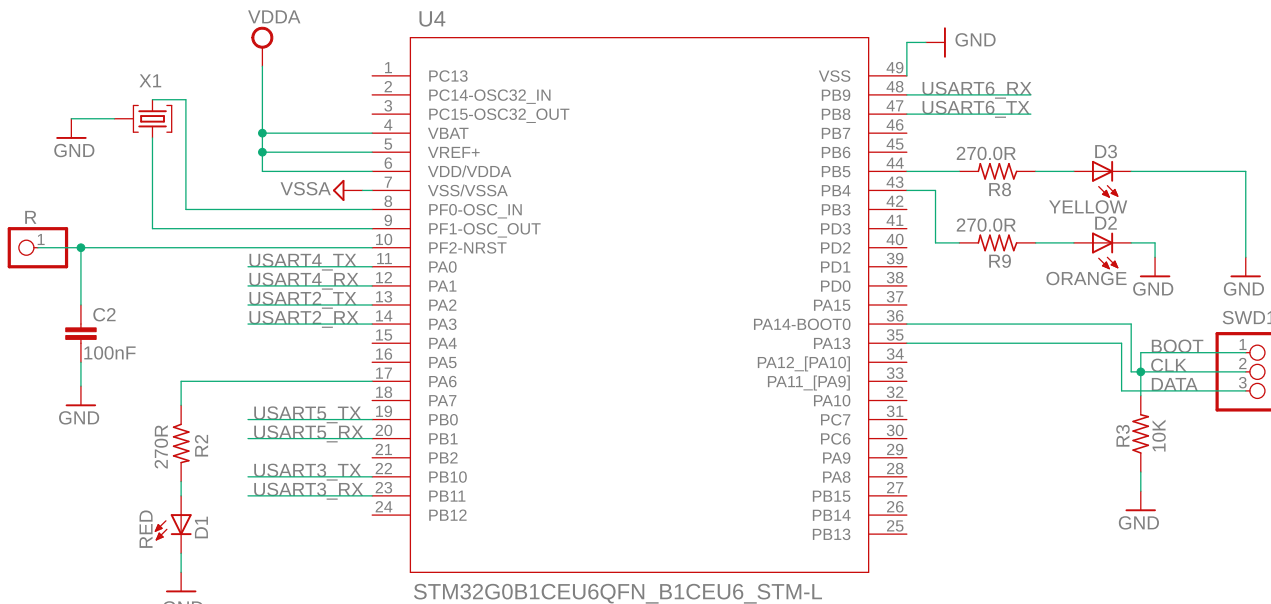 VDDA
U4
GND
X1
GND
VSSA
R
1
C2
100nF
GND
1 PC13
2 PC14-OSC32_IN
3 PC15-OSC32_OUT
4 VBAT
5 VREF+
6 VDD/VDDA
7 VSS/VSSA
8 PF0-OSC_IN
9 PF1-OSC_OUT
10 PF2-NRST
USART4_TX 11 PA0
USART4_RX 12 PA1
USART2_TX 13 PA2
USART2_RX 14 PA3
15 PA4
16 PA5
17 PA6
18 PA7
USART5_TX 19 PB0
USART5_RX 20 PB1
21 PB2
USART3_TX 22 PB10
USART3_RX 23 PB11
24 PB12
270R
R2
RED
D1
VSS 49
PB9 48 USART6_RX
PB8 47 USART6_TX
PB7 46
PB6 45
PB5 44
PB4 43
PB3 42
PD3 41
PD2 40
PD1 39
PD0 38
PA15 37
PA14-BOOT0 36
PA13 35
PA12_[PA10] 34
PA11_[PA9] 33
PA10 32
PC7 31
PC6 30
PA9 29
PA8 28
PB15 27
PB14 26
PB13 25
270.0R
R8
D3
YELLOW
270.0R
R9
D2
ORANGE
GND
GND
SWD1
BOOT 1
CLK 2
DATA 3
R3
10K
GND
STM32G0B1CEU6QFN_B1CEU6_STM-L